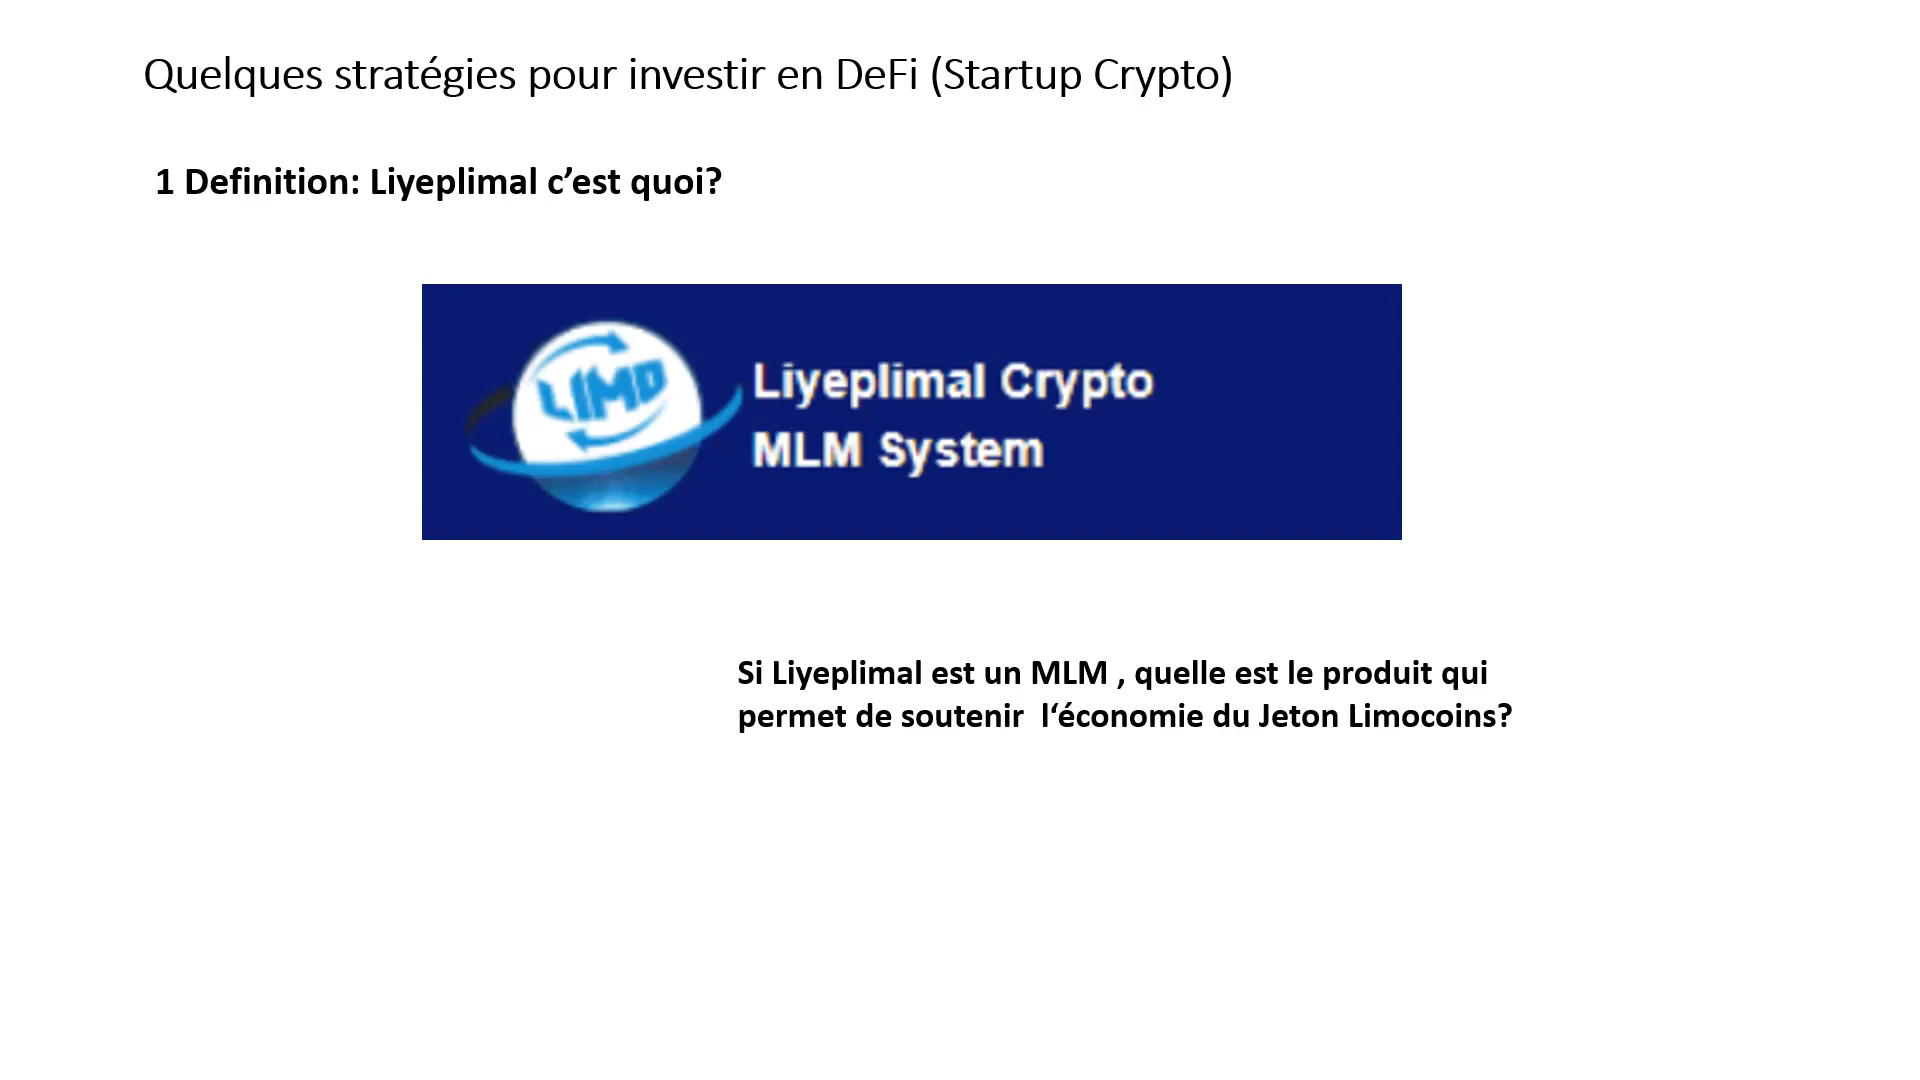 Quelques stratégies pour investir en DeFi (Startup Crypto)
1 Definition: Liyeplimal c’est quoi?
LIMO
Liyeplimal Crypto
MLM System
Si Liyeplimal est un MLM , quelle est le produit qui
permet de soutenir  l‘économie du Jeton Limocoins?